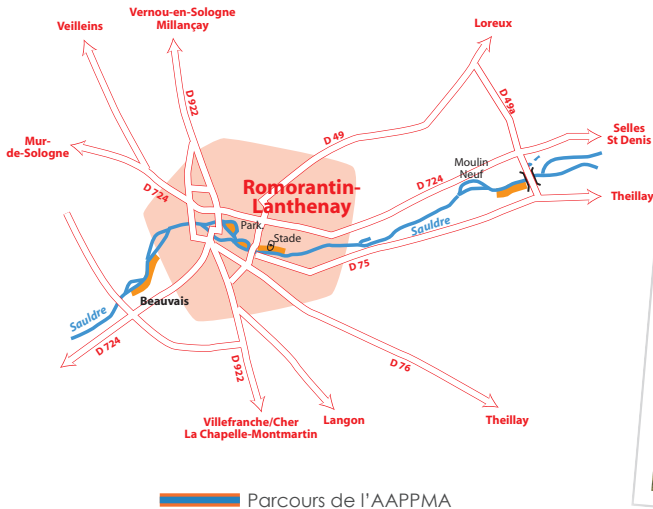 Vernou-en-Sologne
Millançay
Veilleins
Loreux
D 922
D 49a
D 49
Selles
St Denis
Mur-
de-Sologne
Moulin
Neuf
D 724
Romorantin-
Lanthenay
D 724
Theillay
Park.
Sauldre
Stade
D 75
Beauvais
Sauldre
D 724
D 922
D 76
Villefranche/Cher
La Chapelle-Montmartin
Langon
Theillay
Parcours de l'AAPPMA